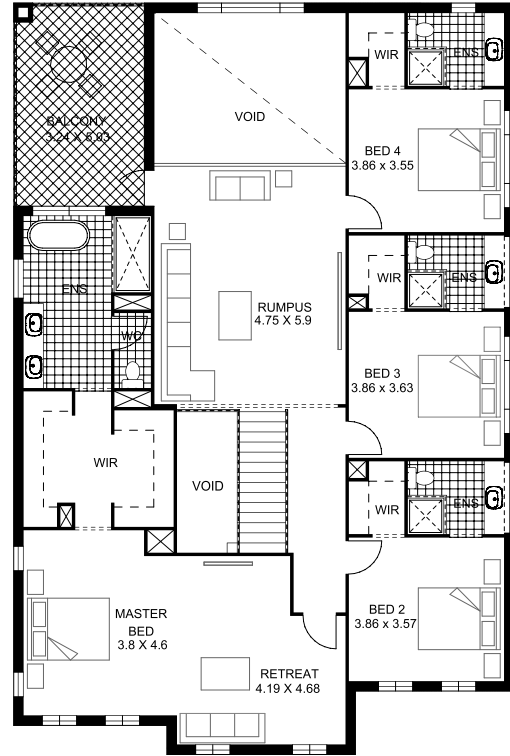 BALCONY
3.24 X 5.03
VOID
WIR
ENS
BED 4
3.86 x 3.55
ENS
WC
RUMPUS
4.75 X 5.9
WIR
ENS
BED 3
3.86 x 3.63
WIR
VOID
WIR
ENS
MASTER
BED
3.8 X 4.6
BED 2
3.86 x 3.57
RETREAT
4.19 X 4.68